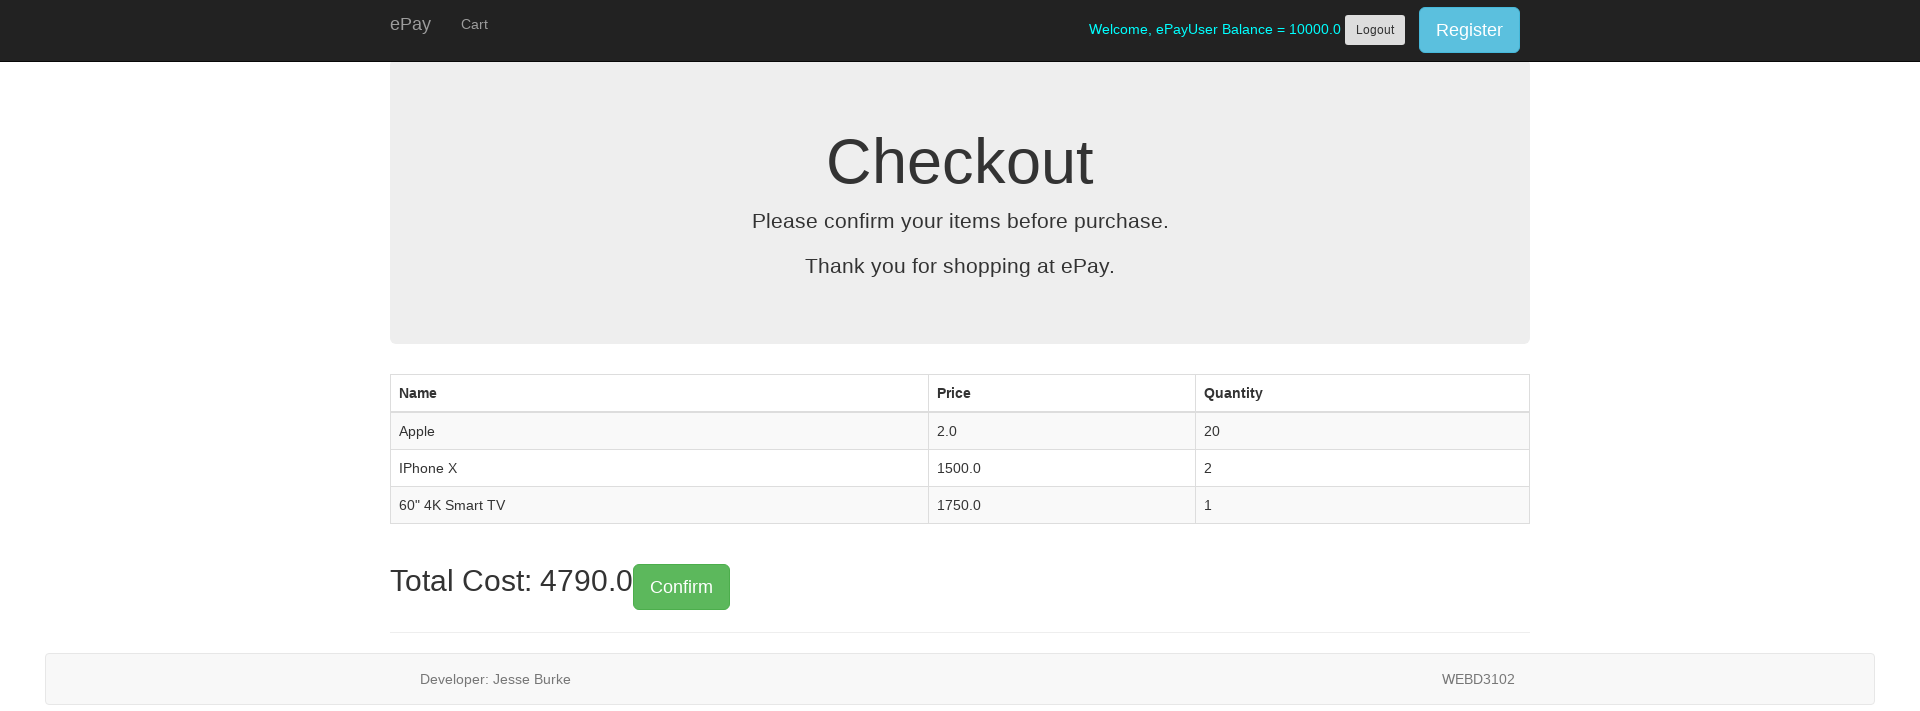 ePay Cart Welcome, ePayUser Balance = 10000.0 Logout Register
Checkout
Please confirm your items before purchase.
Thank you for shopping at ePay.
Name Price Quantity
Apple 2.0 20
IPhone X 1500.0 2
60" 4K Smart TV 1750.0 1
Total Cost: 4790.0 Confirm
Developer: Jesse Burke WEBD3102